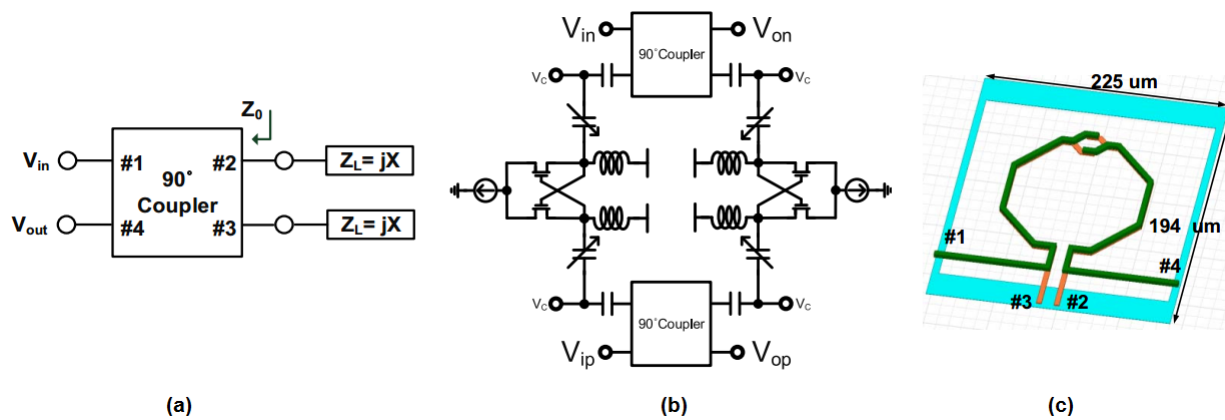 Z₀
Vin #1 #2 ZL= jX
90°
Coupler
Vout #4 #3 ZL= jX
(a)
Vin 90°Coupler Von
Vc Vc
Vc Vc
Vip 90°Coupler Vop
(b)
225 um
194 um
#1
#4
#3 #2
(c)